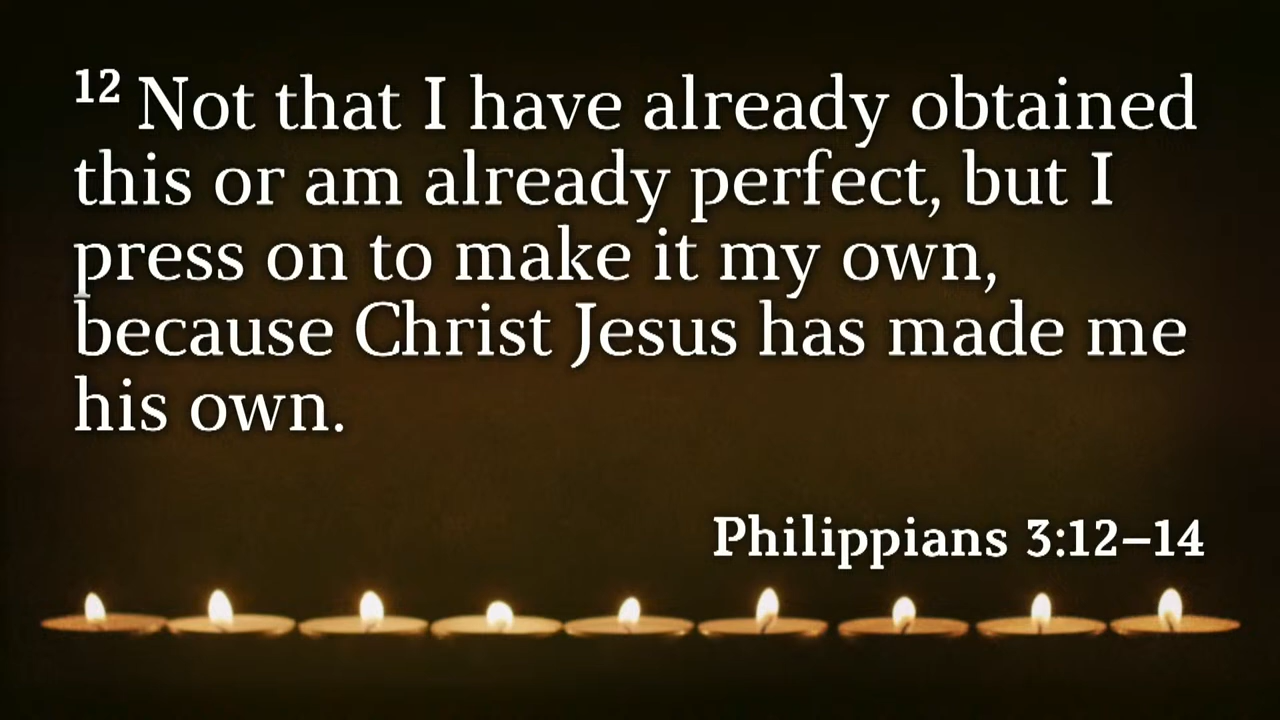 12 Not that I have already obtained
this or am already perfect, but I
press on to make it my own,
because Christ Jesus has made me
his own.
Philippians 3:12–14